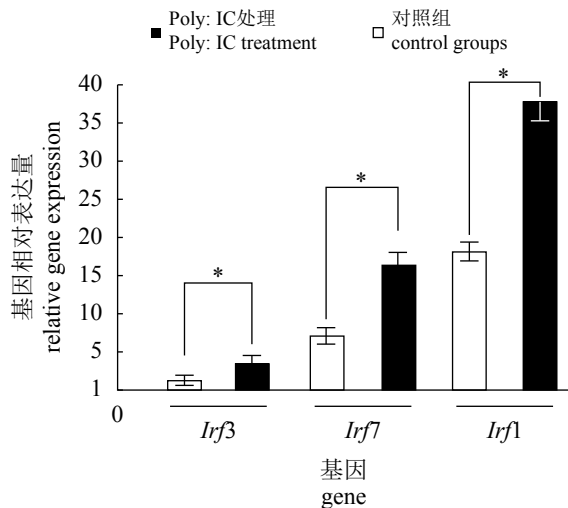 Poly: IC处理
Poly: IC treatment
对照组
control groups
基因相对表达量
relative gene expression
40
35
30
25
20
15
10
5
1
0
*
*
*
Irf3
Irf7
Irf1
基因
gene